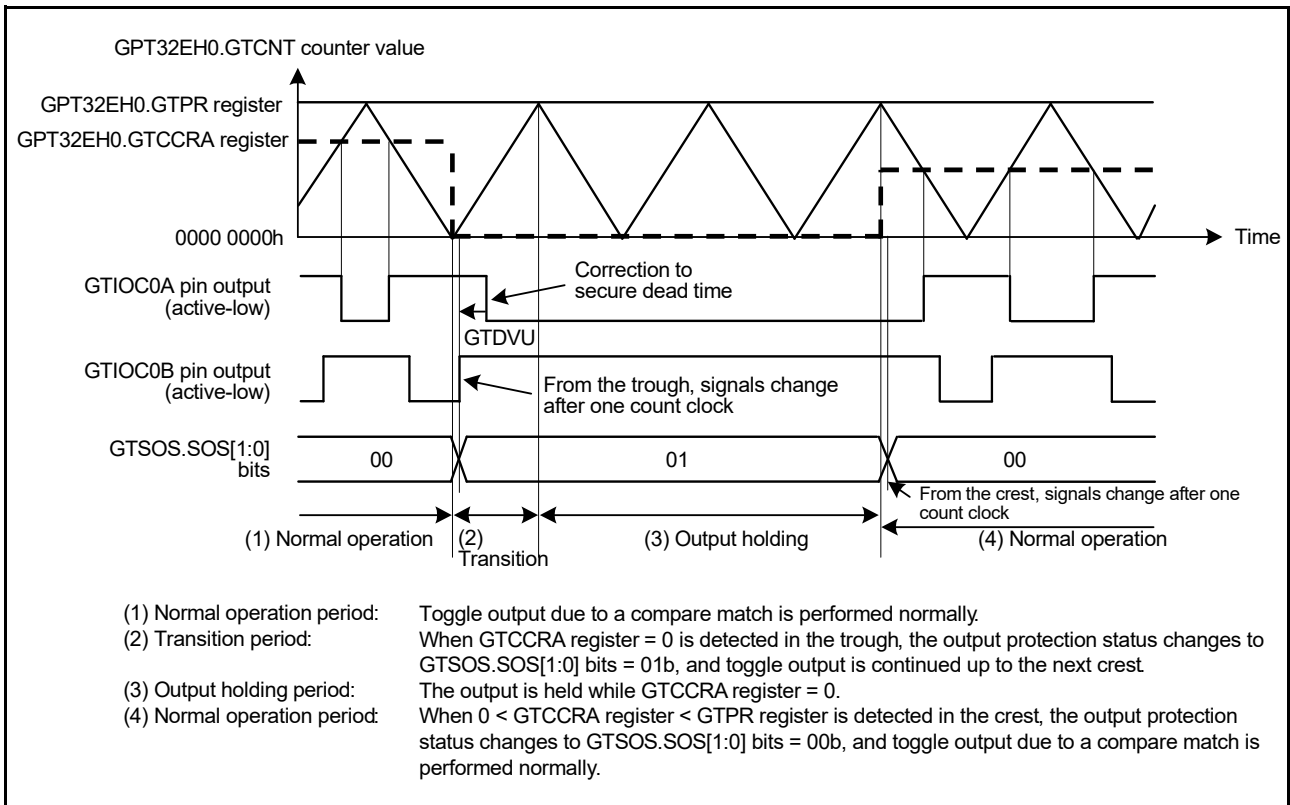 GPT32EH0.GTCNT counter value
GPT32EH0.GTPR register
GPT32EH0.GTCCRA register
0000 0000h
Time
GTIOC0A pin output
(active-low)
Correction to
secure dead time
GTDVU
GTIOC0B pin output
(active-low)
From the trough, signals change
after one count clock
GTSOS.SOS[1:0]
bits
00
01
00
From the crest, signals change after one
count clock
(1) Normal operation
(2)
Transition
(3) Output holding
(4) Normal operation
(1) Normal operation period: Toggle output due to a compare match is performed normally.
(2) Transition period: When GTCCRA register = 0 is detected in the trough, the output protection status changes to
GTSOS.SOS[1:0] bits = 01b, and toggle output is continued up to the next crest.
(3) Output holding period: The output is held while GTCCRA register = 0.
(4) Normal operation period: When 0 < GTCCRA register < GTPR register is detected in the crest, the output protection
status changes to GTSOS.SOS[1:0] bits = 00b, and toggle output due to a compare match is
performed normally.